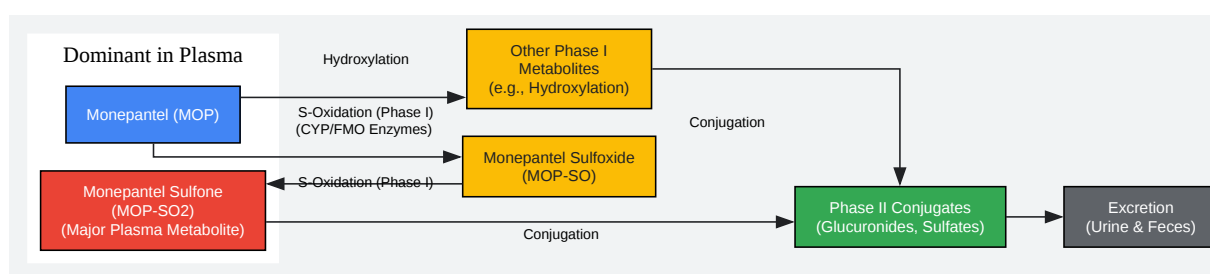 Dominant in Plasma
Monepantel (MOP)
Hydroxylation
S-Oxidation (Phase I)
(CYP/FMO Enzymes)
Other Phase I
Metabolites
(e.g., Hydroxylation)
Conjugation
Monepantel Sulfoxide
(MOP-SO)
S-Oxidation (Phase I)
Monepantel Sulfone
(MOP-SO2)
(Major Plasma Metabolite)
Conjugation
Phase II Conjugates
(Glucuronides, Sulfates)
Excretion
(Urine & Feces)